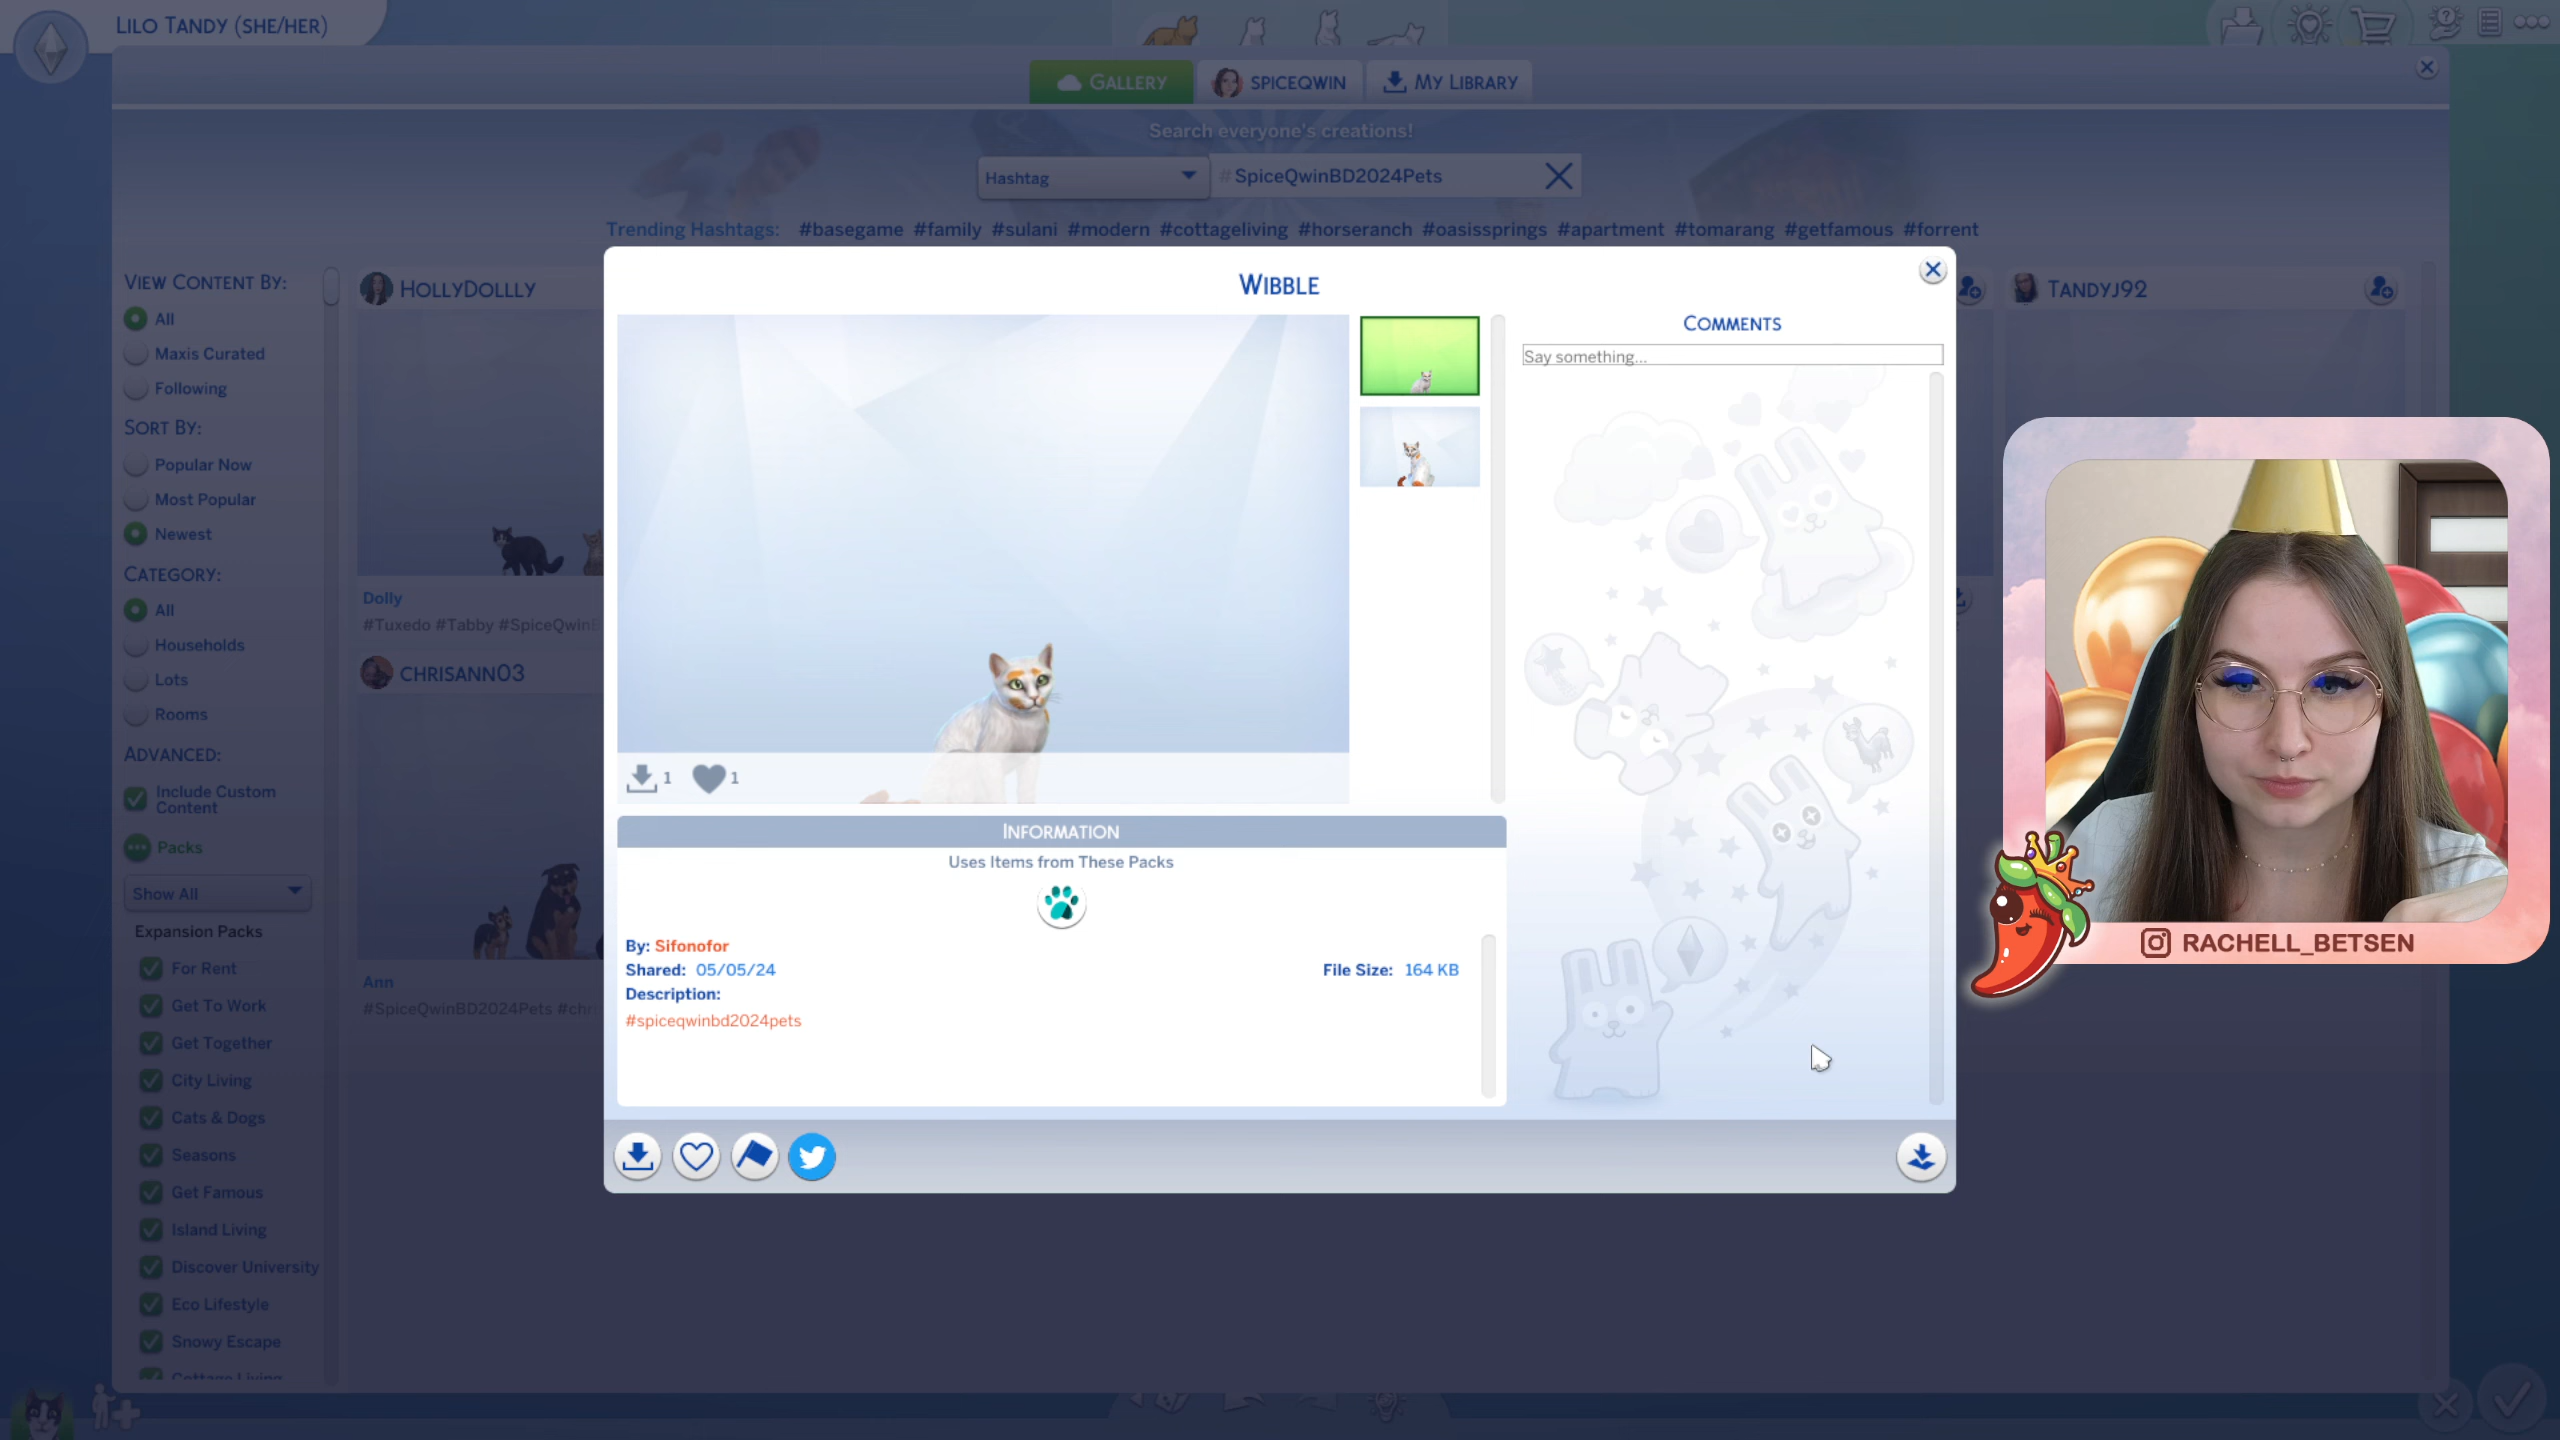 LILO TANDY (SHE/HER)
GALLERY
SPICEQWIN
MY LIBRARY
Search everyone's creations!
Hashtag
#SpiceQwinBD2024Pets
Trending Hashtags: #basegame #family #sulani #modern #cottageliving #horseranch #oasissprings #apartment #tomarang #getfamous #forrent
VIEW CONTENT BY:
All
Maxis Curated
Following
SORT BY:
Popular Now
Most Popular
Newest
CATEGORY:
All
Households
Lots
Rooms
ADVANCED:
Include Custom
Content
Packs
Show All
Expansion Packs
For Rent
Get To Work
Get Together
City Living
Cats & Dogs
Seasons
Get Famous
Island Living
Discover University
Eco Lifestyle
Snowy Escape
Cottage Living
HOLLYDOLLLY
Dolly
#Tuxedo #Tabby #SpiceQwinB
CHRISANN03
Ann
#SpiceQwinBD2024Pets #chr
TANDYJ92
WIBBLE
1
1
COMMENTS
Say something...
INFORMATION
Uses Items from These Packs
By: Sifonofor
Shared: 05/05/24
File Size: 164 KB
Description:
#spiceqwinbd2024pets
RACHELL_BETSEN